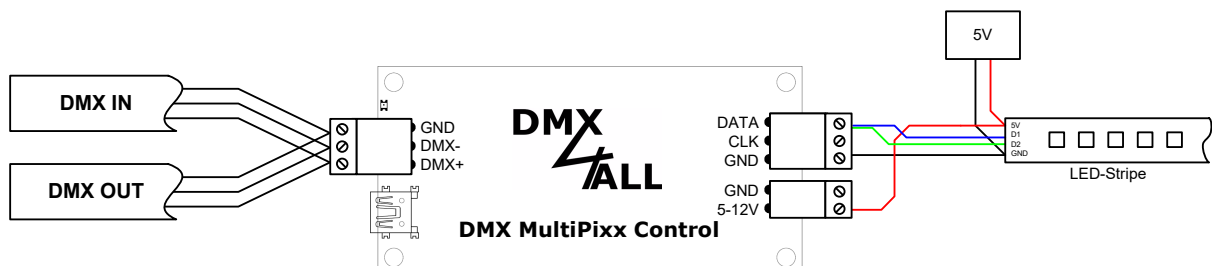 5V
DMX IN
DMX OUT
GND
DMX-
DMX+
DMX
4
ALL
DMX MultiPixx Control
DATA
CLK
GND
GND
5-12V
5V
D1
D2
GND
LED-Stripe